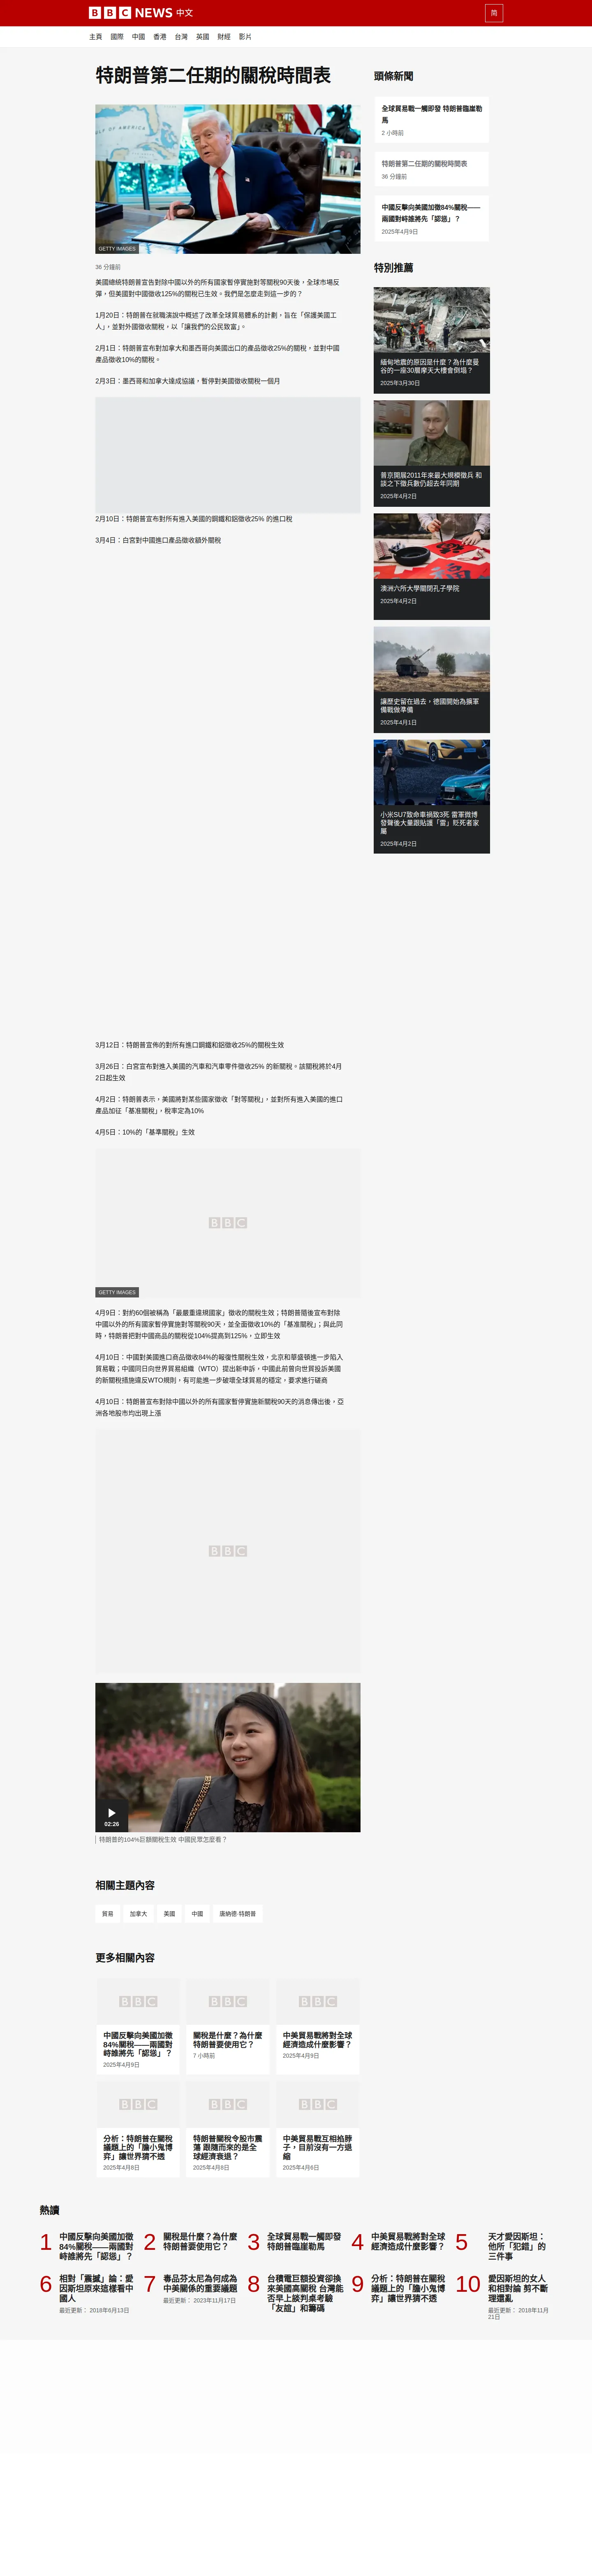 BBC NEWS 中文
简
主頁 國際 中國 香港 台灣 英國 財經 影片
特朗普第二任期的關稅時間表
GETTY IMAGES
36 分鐘前
美國總統特朗普宣告對除中國以外的所有國家暫停實施對等關稅90天後，全球市場反
彈，但美國對中國徵收125%的關稅已生效。我們是怎麼走到這一步的？
1月20日：特朗普在就職演說中概述了改革全球貿易體系的計劃，旨在「保護美國工
人」，並對外國徵收關稅，以「讓我們的公民致富」。
2月1日：特朗普宣布對加拿大和墨西哥向美國出口的產品徵收25%的關稅，並對中國
產品徵收10%的關稅。
2月3日：墨西哥和加拿大達成協議，暫停對美國徵收關稅一個月
2月10日：特朗普宣布對所有進入美國的鋼鐵和鋁徵收25% 的進口稅
3月4日：白宮對中國進口產品徵收額外關稅
3月12日：特朗普宣佈的對所有進口鋼鐵和鋁徵收25%的關稅生效
3月26日：白宮宣布對進入美國的汽車和汽車零件徵收25% 的新關稅。該關稅將於4月
2日起生效
4月2日：特朗普表示，美國將對某些國家徵收「對等關稅」，並對所有進入美國的進口
產品加征「基准關稅」，稅率定為10%
4月5日：10%的「基準關稅」生效
BBC
GETTY IMAGES
4月9日：對約60個被稱為「最嚴重違規國家」徵收的關稅生效；特朗普隨後宣布對除
中國以外的所有國家暫停實施對等關稅90天，並全面徵收10%的「基准關稅」；與此同
時，特朗普把對中國商品的關稅從104%提高到125%，立即生效
4月10日：中國對美國進口商品徵收84%的報復性關稅生效，北京和華盛頓進一步陷入
貿易戰；中國同日向世界貿易組織（WTO）提出新申訴，中國此前曾向世貿投訴美國
的新關稅措施違反WTO規則，有可能進一步破壞全球貿易的穩定，要求進行磋商
4月10日：特朗普宣布對除中國以外的所有國家暫停實施新關稅90天的消息傳出後，亞
洲各地股市均出現上漲
BBC
02:26
特朗普的104%巨額關稅生效 中國民眾怎麼看？
相關主題內容
貿易 加拿大 美國 中國 唐納德·特朗普
更多相關內容
BBC BBC BBC
中國反擊向美國加徵
84%關稅——兩國對
峙誰將先「認慫」？
2025年4月9日
關稅是什麼？為什麼
特朗普要使用它？
7 小時前
中美貿易戰將對全球
經濟造成什麼影響？
2025年4月9日
BBC BBC BBC
分析：特朗普在關稅
議題上的「膽小鬼博
弈」讓世界猜不透
2025年4月8日
特朗普關稅令股市震
蕩 跟隨而來的是全
球經濟衰退？
2025年4月8日
中美貿易戰互相掐脖
子，目前沒有一方退
縮
2025年4月6日
頭條新聞
全球貿易戰一觸即發 特朗普臨崖勒
馬
2 小時前
特朗普第二任期的關稅時間表
36 分鐘前
中國反擊向美國加徵84%關稅——
兩國對峙誰將先「認慫」？
2025年4月9日
特別推薦
緬甸地震的原因是什麼？為什麼曼
谷的一座30層摩天大樓會倒塌？
2025年3月30日
普京開展2011年來最大規模徵兵 和
談之下徵兵數仍超去年同期
2025年4月2日
澳洲六所大學關閉孔子學院
2025年4月2日
讓歷史留在過去，德國開始為擴軍
備戰做準備
2025年4月1日
小米SU7致命車禍致3死 雷軍微博
發聲後大量跟貼護「雷」貶死者家
屬
2025年4月2日
熱讀
1
中國反擊向美國加徵
84%關稅——兩國對
峙誰將先「認慫」？
2
關稅是什麼？為什麼
特朗普要使用它？
3
全球貿易戰一觸即發
特朗普臨崖勒馬
4
中美貿易戰將對全球
經濟造成什麼影響？
5
天才愛因斯坦：
他所「犯錯」的
三件事
6
相對「震撼」論：愛
因斯坦原來這樣看中
國人
最近更新： 2018年6月13日
7
毒品芬太尼為何成為
中美關係的重要議題
最近更新： 2023年11月17日
8
台積電巨額投資卻換
來美國高關稅 台灣能
否早上談判桌考驗
「友誼」和籌碼
9
分析：特朗普在關稅
議題上的「膽小鬼博
弈」讓世界猜不透
10
愛因斯坦的女人
和相對論 剪不斷
理還亂
最近更新： 2018年11月
21日